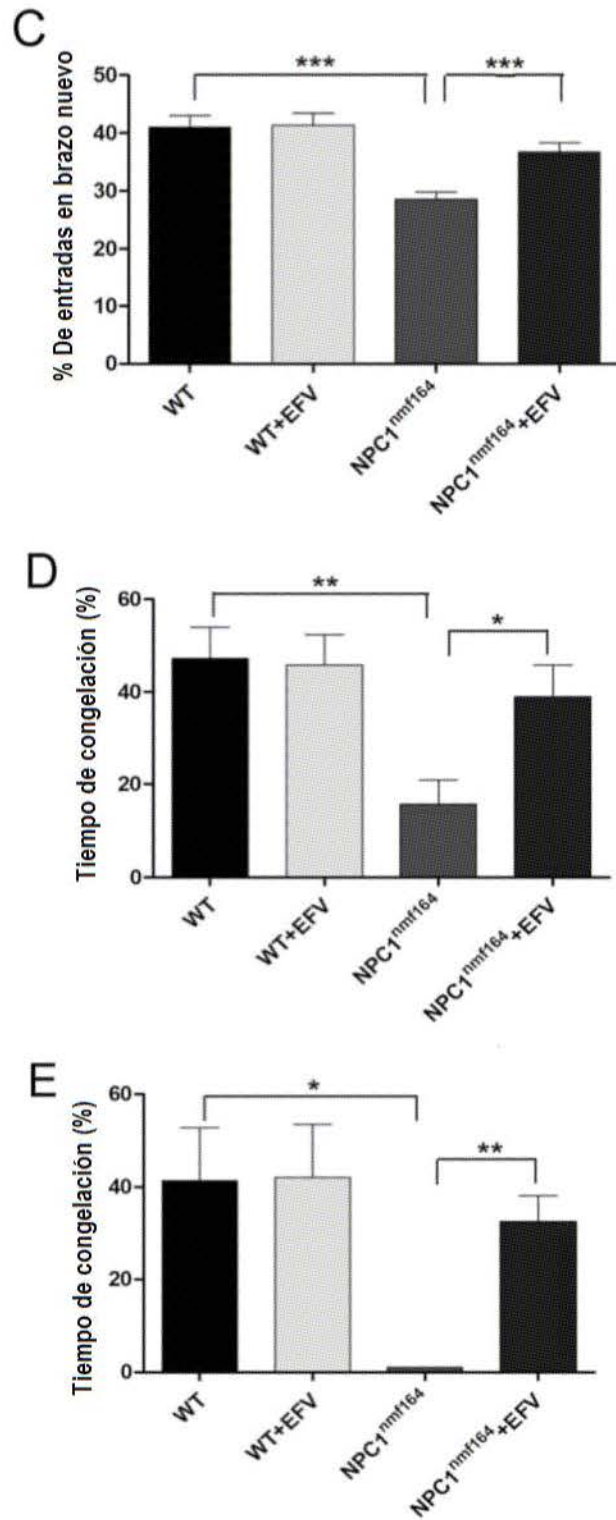 C
% De entradas en brazo nuevo
50
40
30
20
10
0
***
***
WT
WT+EFV
NPC1nmf164
NPC1nmf164+EFV
D
Tiempo de congelación (%)
60
40
20
0
**
*
WT
WT+EFV
NPC1nmf164
NPC1nmf164+EFV
E
Tiempo de congelación (%)
60
40
20
0
*
**
WT
WT+EFV
NPC1nmf164
NPC1nmf164+EFV